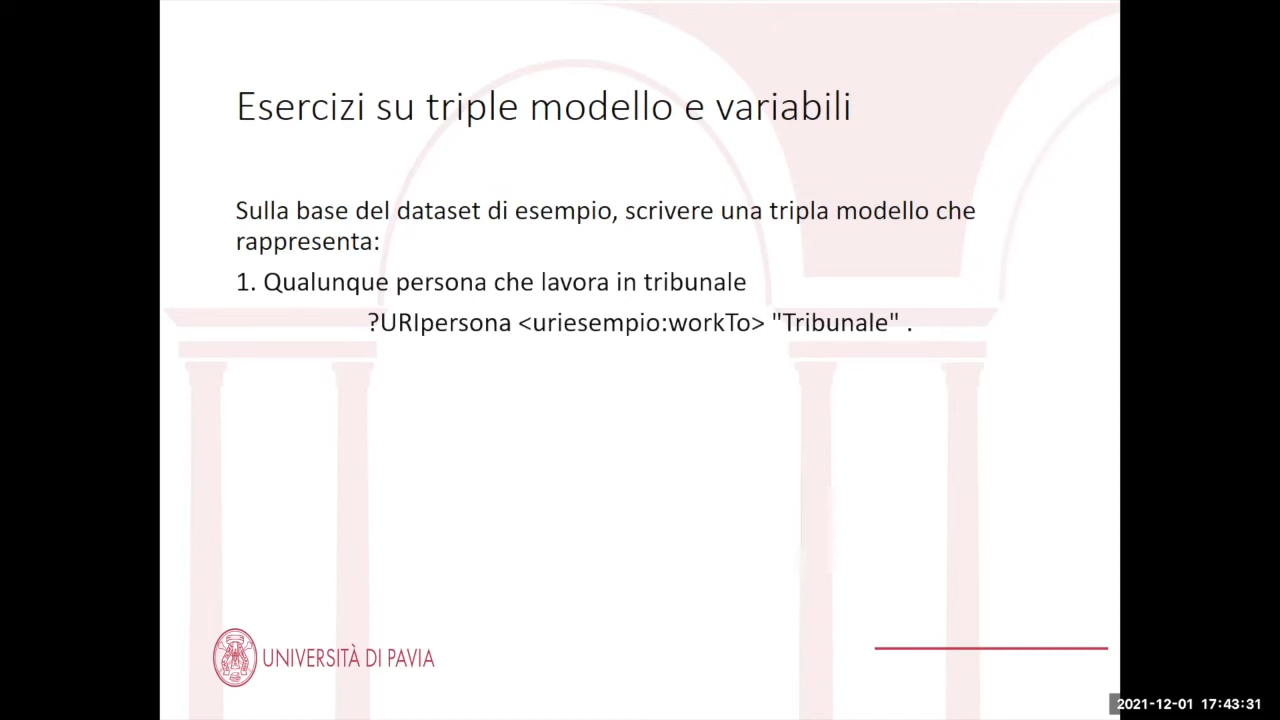 Esercizi su triple modello e variabili
Sulla base del dataset di esempio, scrivere una tripla modello che
rappresenta:
1. Qualunque persona che lavora in tribunale
?URIpersona <uriesempio:workTo> "Tribunale" .
UNIVERSITÀ DI PAVIA
2021-12-01 17:43:31